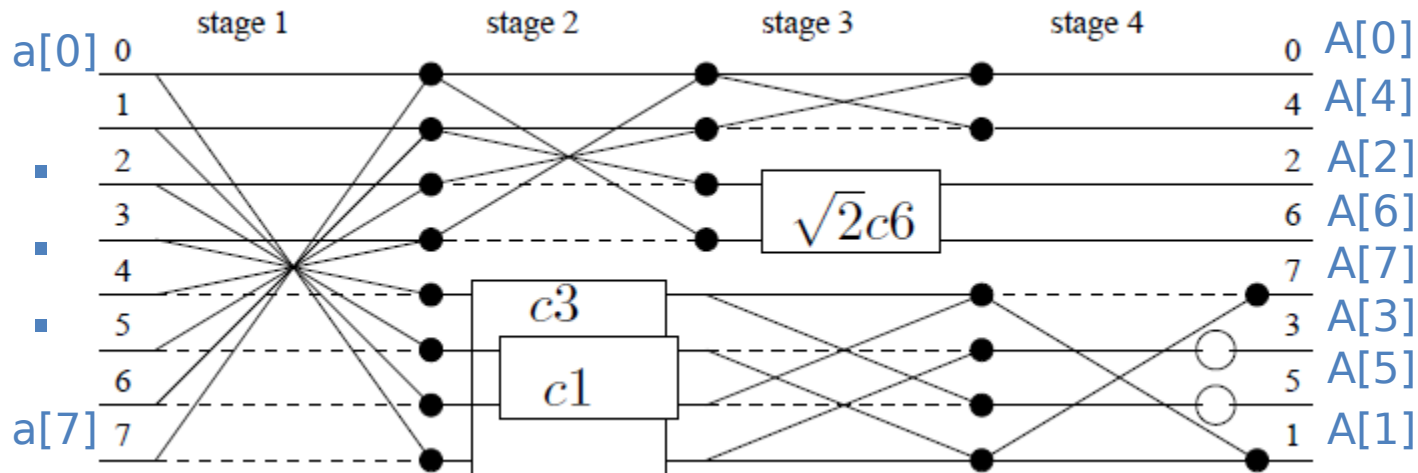 stage 1 stage 2 stage 3 stage 4
a[0] 0 0 A[0]
1 4 A[4]
2 2 A[2]
3 √2c6 6 A[6]
4 7 A[7]
c3
5 3 A[3]
6 c1 5 A[5]
a[7] 7 1 A[1]